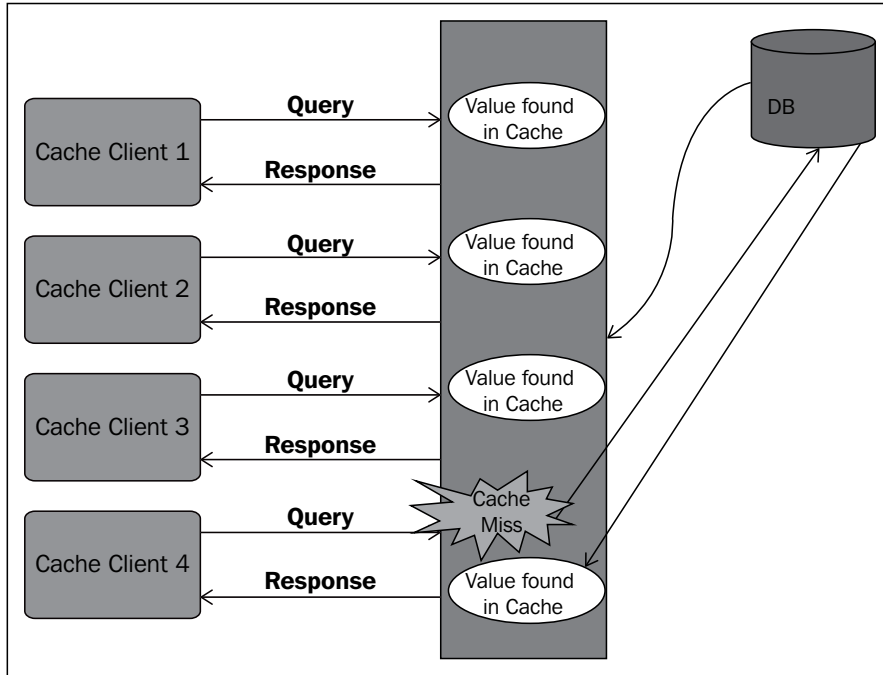 Query
Value found
in Cache
DB
Cache Client 1
Response
Query
Value found
in Cache
Cache Client 2
Response
Query
Value found
in Cache
Cache Client 3
Response
Query
Cache
Miss
Cache Client 4
Response
Value found
in Cache